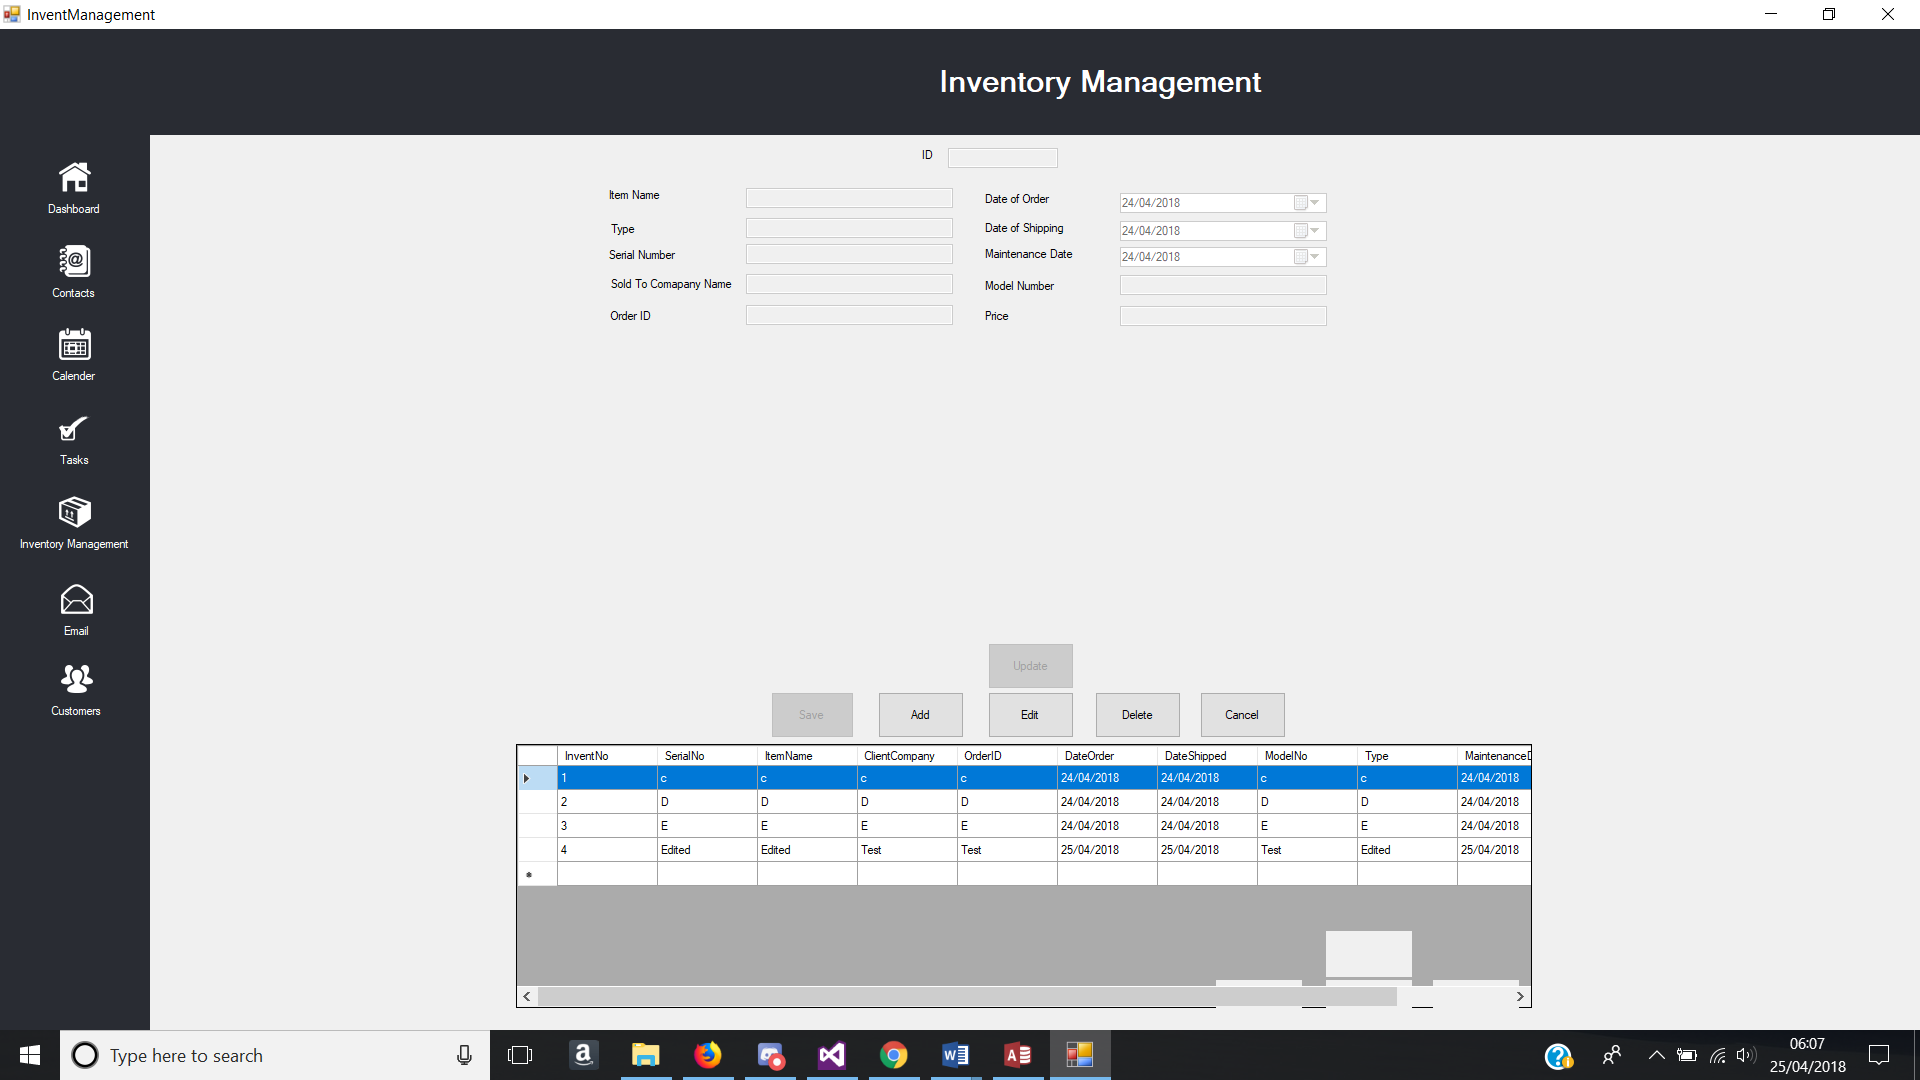 InventManagement
Inventory Management
Dashboard
Contacts
Calender
Tasks
Inventory Management
Email
Customers
ID
Item Name
Type
Serial Number
Sold To Comapany Name
Order ID
Date of Order 24/04/2018
Date of Shipping 24/04/2018
Maintenance Date 24/04/2018
Model Number
Price
Update
Save Add Edit Delete Cancel
InventNo SerialNo ItemName ClientCompany OrderID DateOrder DateShipped ModelNo Type MaintenanceD
1 c c c c 24/04/2018 24/04/2018 c c 24/04/2018
2 D D D D 24/04/2018 24/04/2018 D D 24/04/2018
3 E E E E 24/04/2018 24/04/2018 E E 24/04/2018
4 Edited Edited Test Test 25/04/2018 25/04/2018 Test Edited 25/04/2018
Type here to search
06:07
25/04/2018